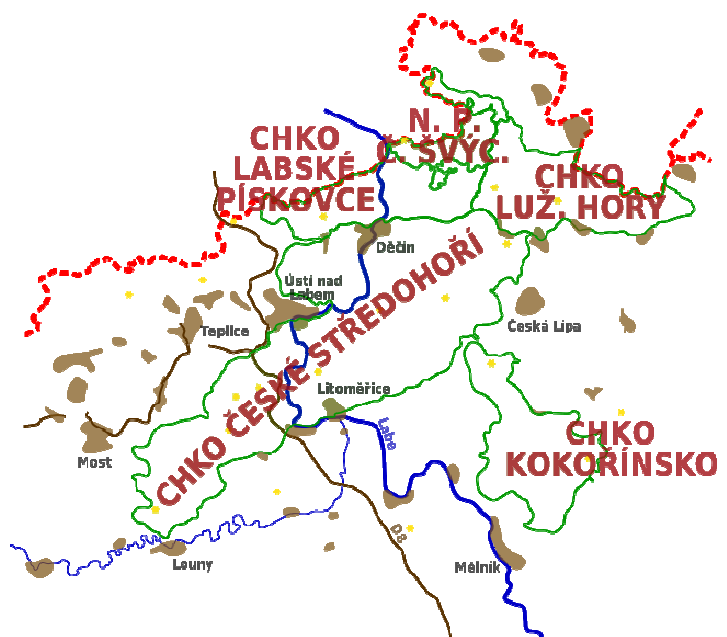 N. P.
Č. ŠVÝC.
CHKO
LABSKÉ
PÍSKOVCE
CHKO
LUŽ. HORY
Děčín
Ústí nad
Labem
Teplice
CHKO ČESKÉ STŘEDOHOŘÍ
Česká Lípa
Litoměřice
Labe
CHKO
KOKOŘÍNSKO
Most
D8
Louny
Mělník